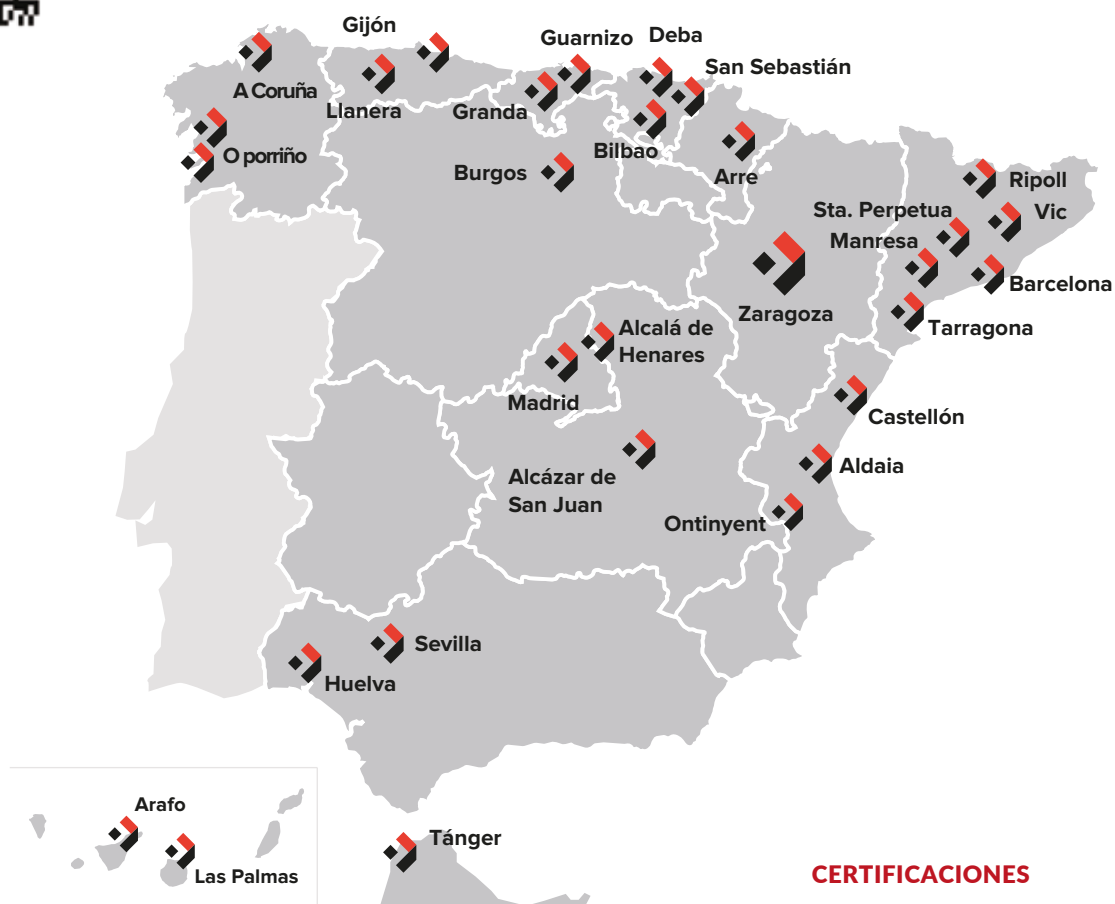 Gijón
Guarnizo
Deba
San Sebastián
A Coruña
Llanera
Granda
Bilbao
O porriño
Burgos
Arre
Ripoll
Sta. Perpetua
Vic
Manresa
Barcelona
Zaragoza
Tarragona
Alcalá de
Henares
Madrid
Castellón
Alcázar de
San Juan
Aldaia
Ontinyent
Sevilla
Huelva
Arafo
Las Palmas
Tánger
CERTIFICACIONES